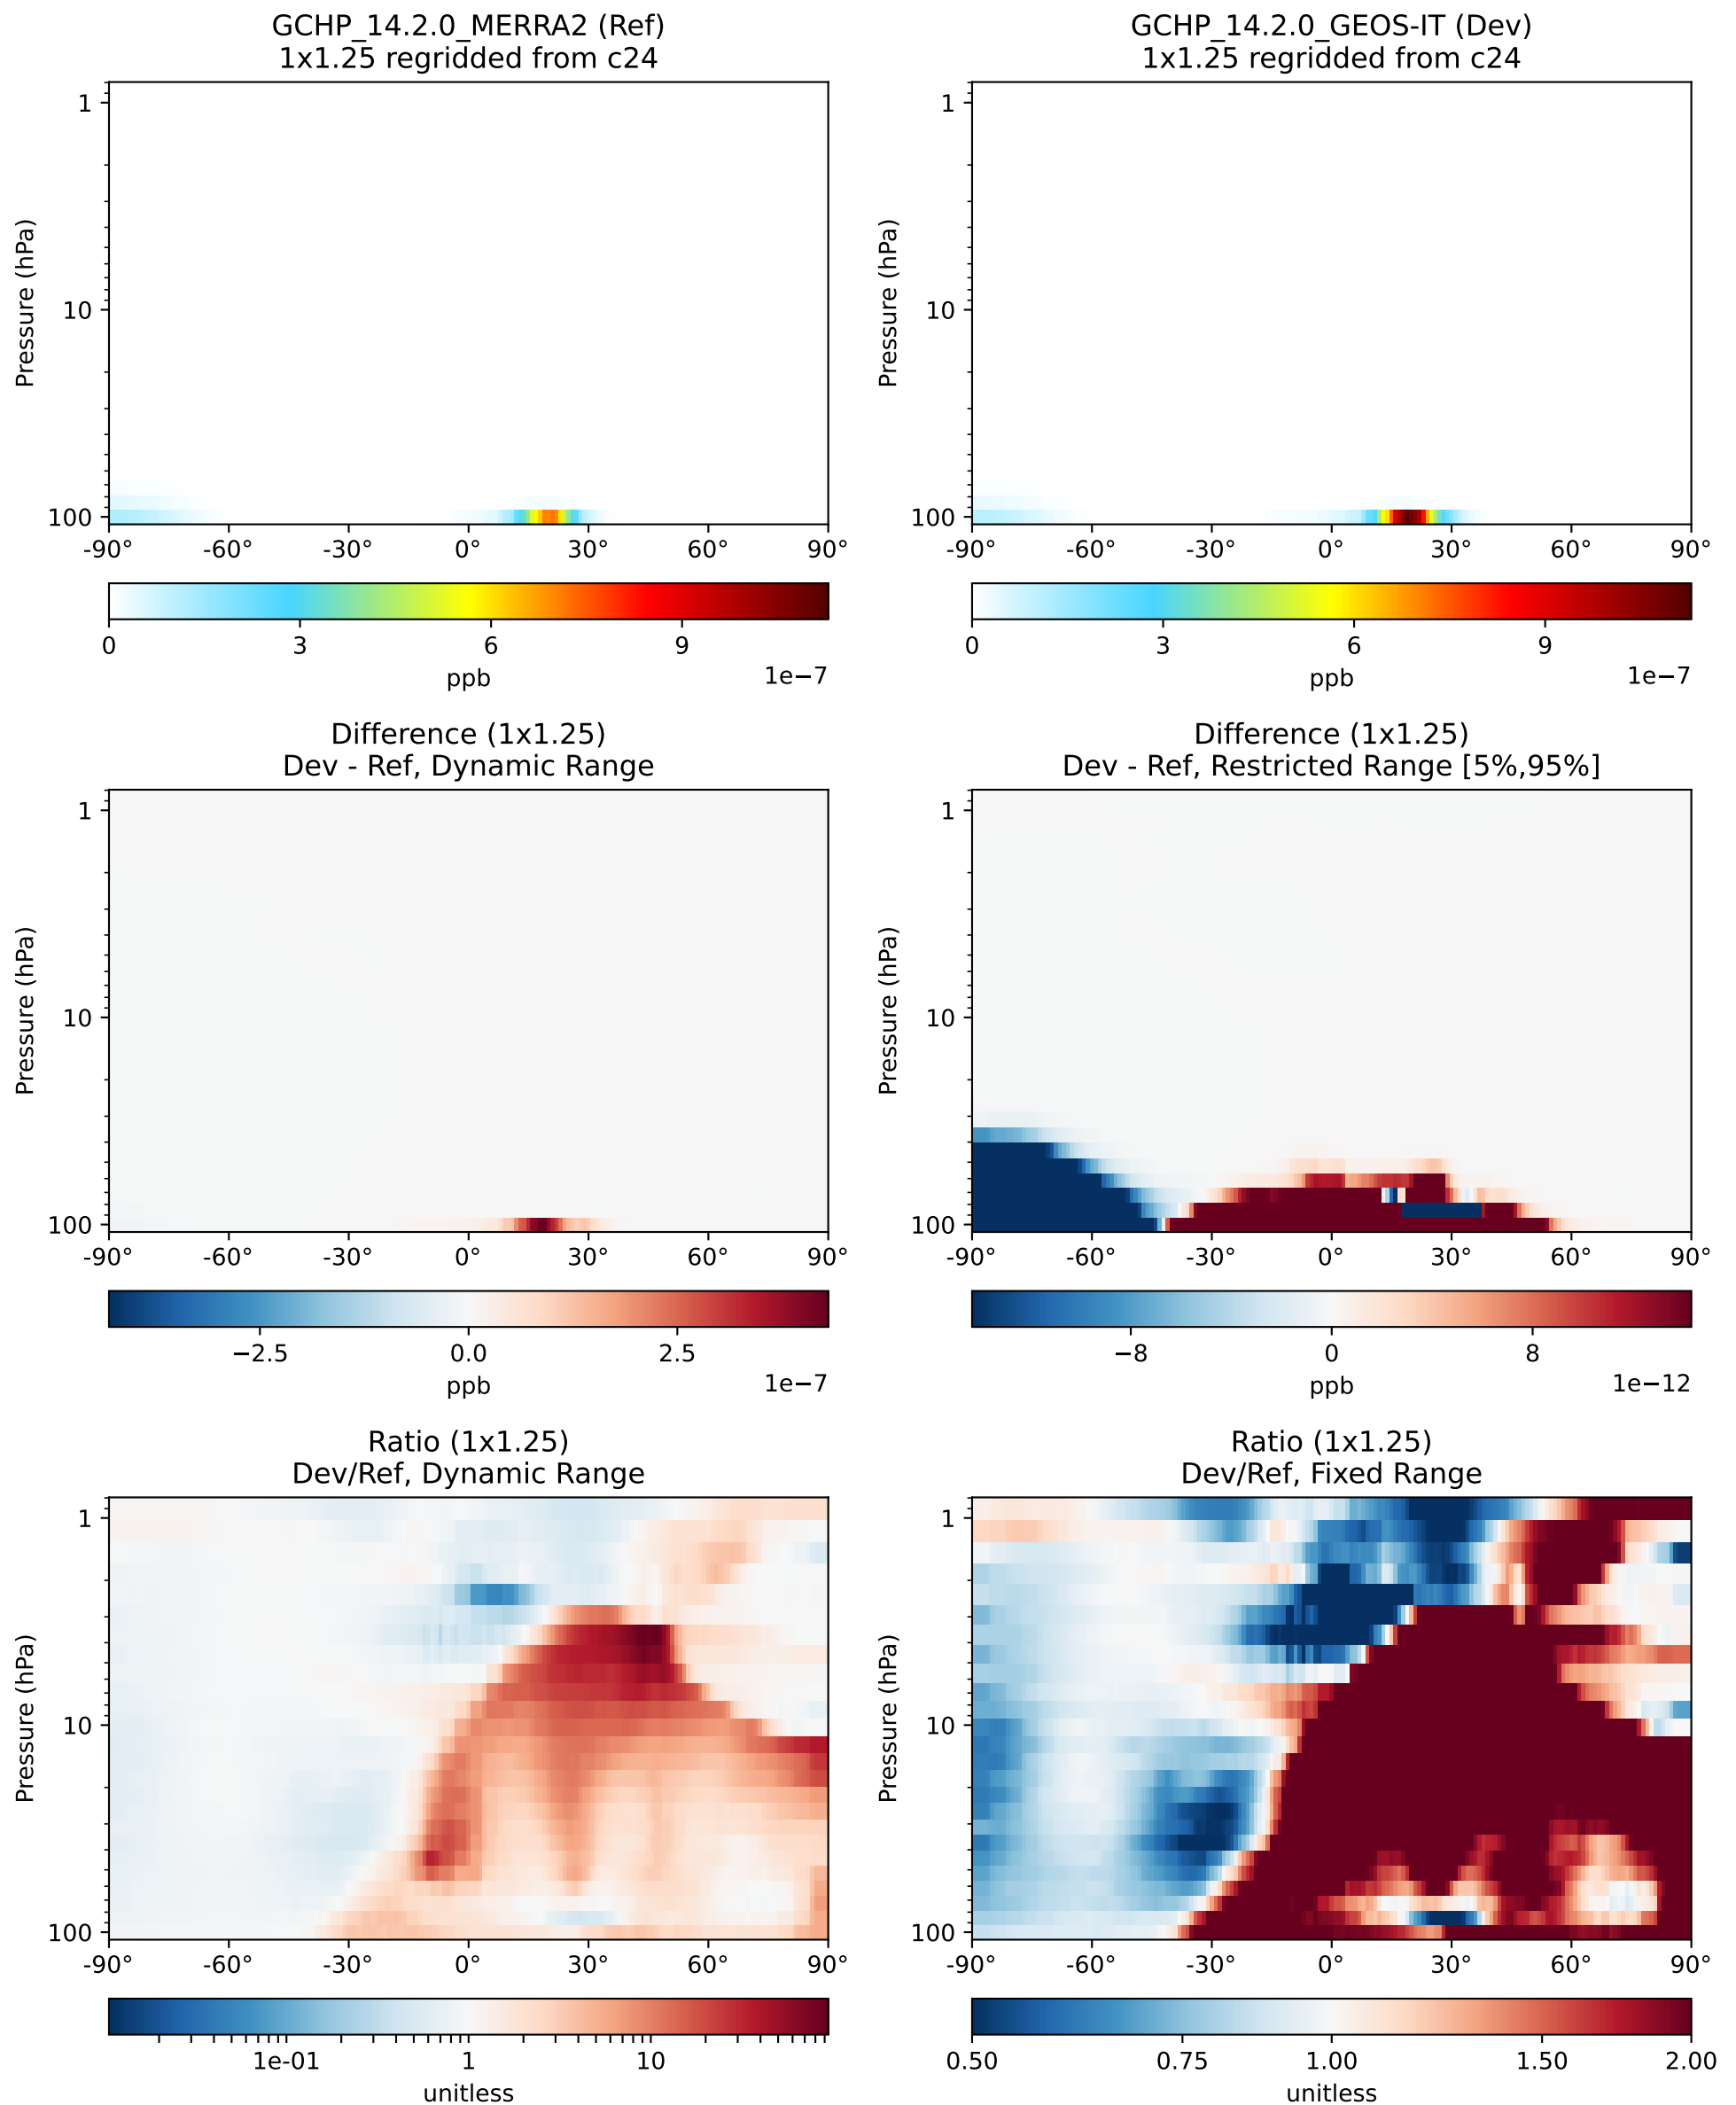 GCHP_14.2.0_MERRA2 (Ref)
1x1.25 regridded from c24
Pressure (hPa)
1
10
100
-90° -60° -30° 0° 30° 60° 90°
0 3 6 9
ppb
1e−7
GCHP_14.2.0_GEOS-IT (Dev)
1x1.25 regridded from c24
Pressure (hPa)
1
10
100
-90° -60° -30° 0° 30° 60° 90°
0 3 6 9
ppb
1e−7
Difference (1x1.25)
Dev - Ref, Dynamic Range
Pressure (hPa)
1
10
100
-90° -60° -30° 0° 30° 60° 90°
−2.5 0.0 2.5
ppb
1e−7
Difference (1x1.25)
Dev - Ref, Restricted Range [5%,95%]
Pressure (hPa)
1
10
100
-90° -60° -30° 0° 30° 60° 90°
−8 0 8
ppb
1e−12
Ratio (1x1.25)
Dev/Ref, Dynamic Range
Pressure (hPa)
1
10
100
-90° -60° -30° 0° 30° 60° 90°
1e-01 1 10
unitless
Ratio (1x1.25)
Dev/Ref, Fixed Range
Pressure (hPa)
1
10
100
-90° -60° -30° 0° 30° 60° 90°
0.50 0.75 1.00 1.50 2.00
unitless